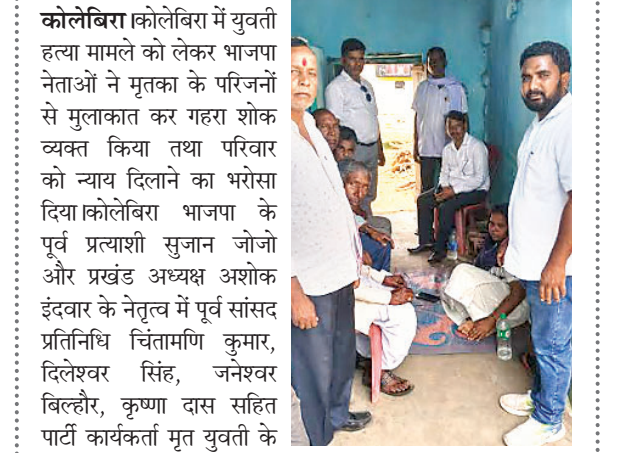 कोलेबिरा।कोलेबिरा में युवती
हत्या मामले को लेकर भाजपा
नेताओं ने मृतका के परिजनों
से मुलाकात कर गहरा शोक
व्यक्त किया तथा परिवार
को न्याय दिलाने का भरोसा
दिया।कोलेबिरा भाजपा के
पूर्व प्रत्याशी सुजान जोजो
और प्रखंड अध्यक्ष अशोक
इंदवार के नेतृत्व में पूर्व सांसद
प्रतिनिधि चिंतामणि कुमार,
दिलेश्वर सिंह, जनेश्वर
बिल्हौर, कृष्णा दास सहित
पार्टी कार्यकर्ता मृत युवती के